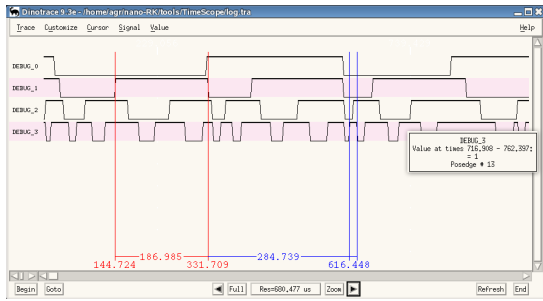 Dinotrace 9.3e - /home/agr/nano-RK/tools/TimeScope/log.tra
Trace Customize Cursor Signal Value Help
DEBUG_0
DEBUG_1
DEBUG_2
DEBUG_3
DEBUG_3
Value at times 716.908 - 762.397:
= 1
Posedge # 13
186.985 284.739
144.724 331.709 616.448
Begin Goto Full Res=680.477 us Zoom Refresh End